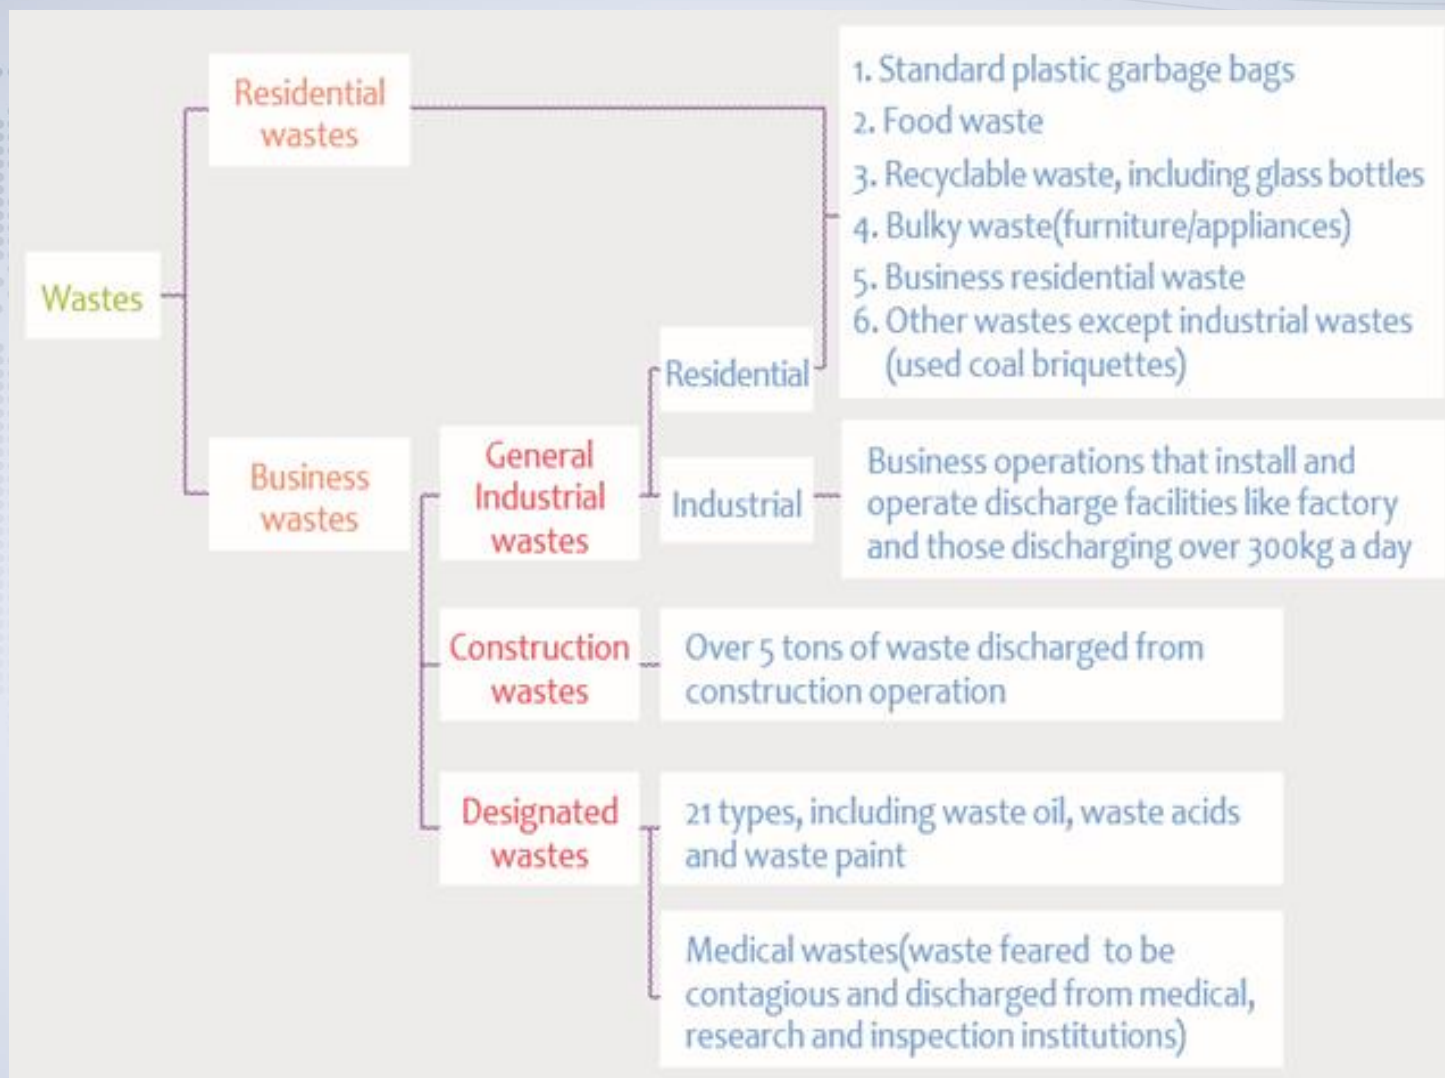 Wastes
Residential
wastes
1. Standard plastic garbage bags
2. Food waste
3. Recyclable waste, including glass bottles
4. Bulky waste(furniture/appliances)
5. Business residential waste
6. Other wastes except industrial wastes
(used coal briquettes)
Business
wastes
General
Industrial
wastes
Residential
Industrial
Business operations that install and
operate discharge facilities like factory
and those discharging over 300kg a day
Construction
wastes
Over 5 tons of waste discharged from
construction operation
Designated
wastes
21 types, including waste oil, waste acids
and waste paint
Medical wastes(waste feared to be
contagious and discharged from medical,
research and inspection institutions)